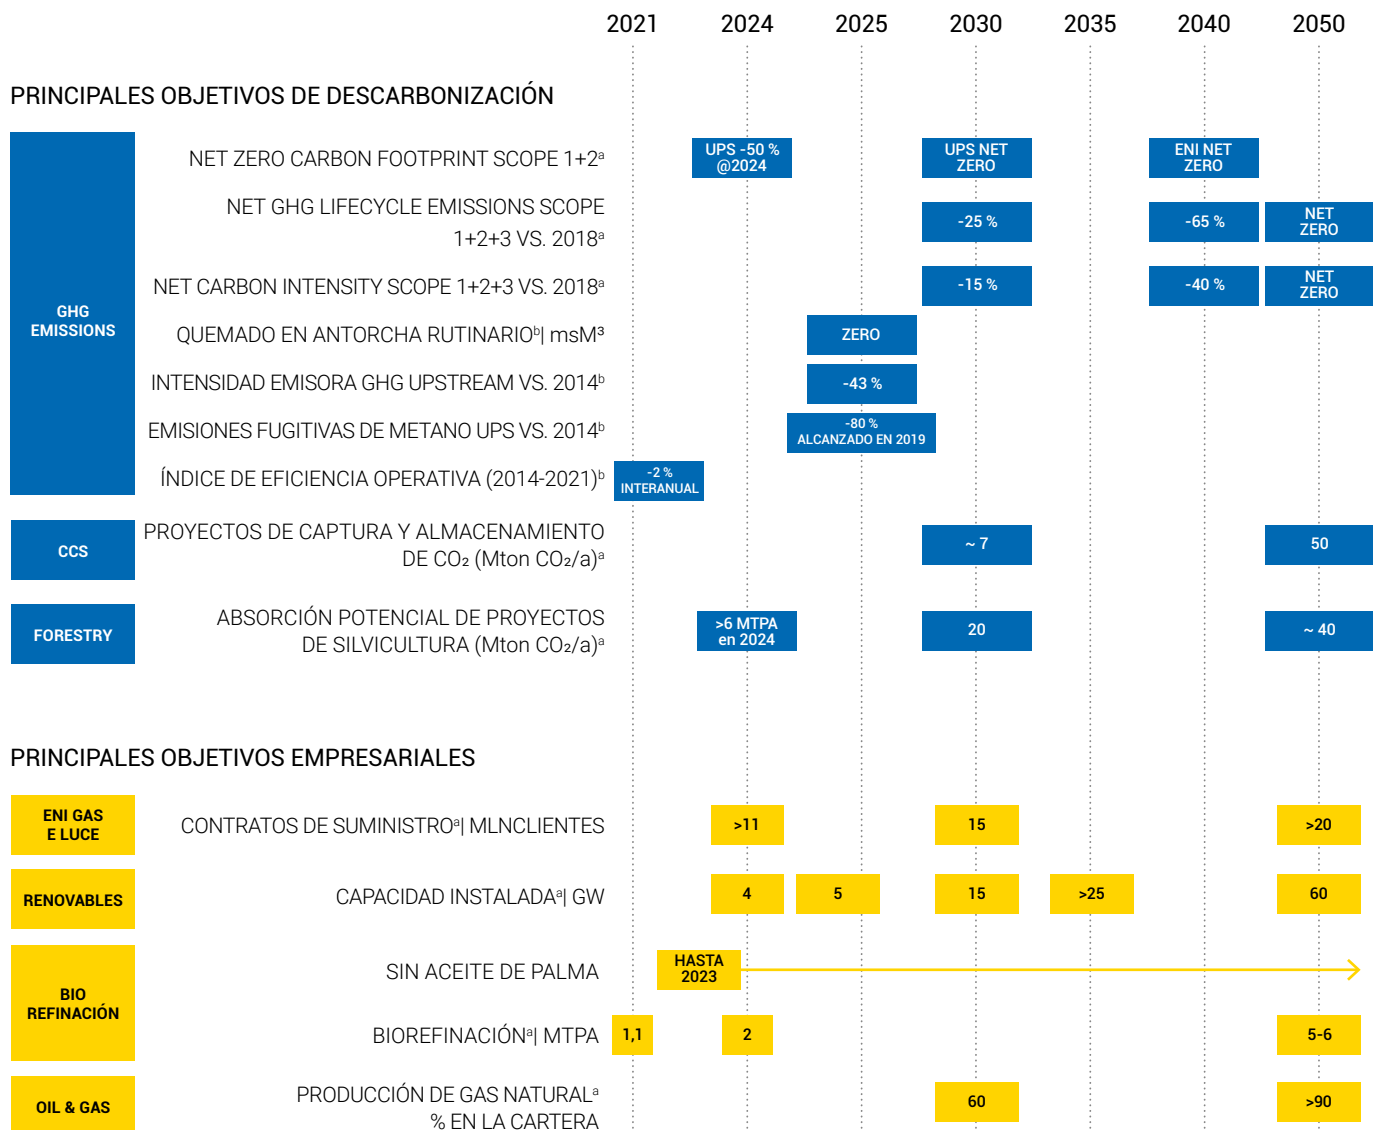 2021 2024 2025 2030 2035 2040 2050
PRINCIPALES OBJETIVOS DE DESCARBONIZACIÓN
GHG
EMISSIONS
NET ZERO CARBON FOOTPRINT SCOPE 1+2ᵃ
UPS -50 %
@2024
UPS NET
ZERO
ENI NET
ZERO
NET GHG LIFECYCLE EMISSIONS SCOPE
1+2+3 VS. 2018ᵃ
-25 %
-65 %
NET
ZERO
NET CARBON INTENSITY SCOPE 1+2+3 VS. 2018ᵃ
-15 %
-40 %
NET
ZERO
QUEMADO EN ANTORCHA RUTINARIOᵇ| msM³
ZERO
INTENSIDAD EMISORA GHG UPSTREAM VS. 2014ᵇ
-43 %
EMISIONES FUGITIVAS DE METANO UPS VS. 2014ᵇ
-80 %
ALCANZADO EN 2019
ÍNDICE DE EFICIENCIA OPERATIVA (2014-2021)ᵇ
-2 %
INTERANUAL
CCS
PROYECTOS DE CAPTURA Y ALMACENAMIENTO
DE CO₂ (Mton CO₂/a)ᵃ
~ 7
50
FORESTRY
ABSORCIÓN POTENCIAL DE PROYECTOS
DE SILVICULTURA (Mton CO₂/a)ᵃ
>6 MTPA
en 2024
20
~ 40
PRINCIPALES OBJETIVOS EMPRESARIALES
ENI GAS
E LUCE
CONTRATOS DE SUMINISTROᵃ| MLNCLIENTES
>11
15
>20
RENOVABLES
CAPACIDAD INSTALADAᵃ| GW
4
5
15
>25
60
BIO
REFINACIÓN
SIN ACEITE DE PALMA
HASTA
2023
BIOREFINACIÓNᵃ| MTPA
1,1
2
5-6
OIL & GAS
PRODUCCIÓN DE GAS NATURALᵃ
% EN LA CARTERA
60
>90